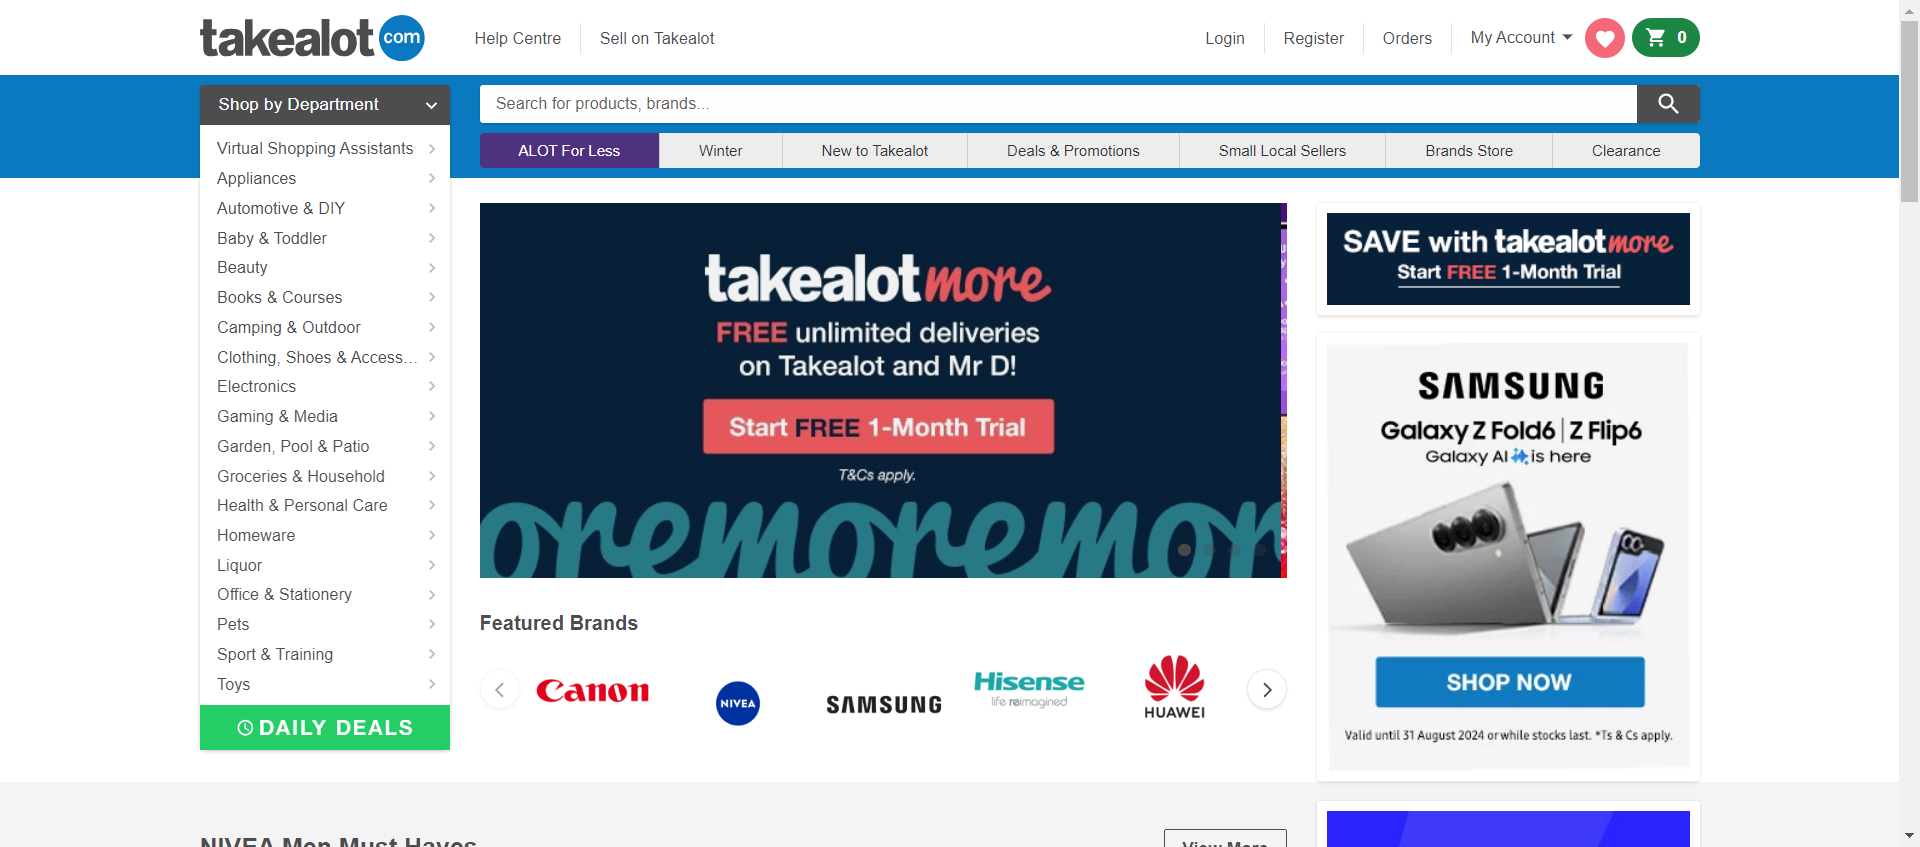 takealot com
Help Centre
Sell on Takealot
Login
Register
Orders
My Account
0
Shop by Department
Search for products, brands...
ALOT For Less
Winter
New to Takealot
Deals & Promotions
Small Local Sellers
Brands Store
Clearance
Virtual Shopping Assistants
Appliances
Automotive & DIY
Baby & Toddler
Beauty
Books & Courses
Camping & Outdoor
Clothing, Shoes & Access...
Electronics
Gaming & Media
Garden, Pool & Patio
Groceries & Household
Health & Personal Care
Homeware
Liquor
Office & Stationery
Pets
Sport & Training
Toys
DAILY DEALS
takealot more
FREE unlimited deliveries
on Takealot and Mr D!
Start FREE 1-Month Trial
T&Cs apply.
oremoremor
SAVE with takealot more
Start FREE 1-Month Trial
SAMSUNG
Galaxy Z Fold6 | Z Flip6
Galaxy AI is here
SHOP NOW
Valid until 31 August 2024 or while stocks last. *Ts & Cs apply.
Featured Brands
Canon
NIVEA
SAMSUNG
Hisense
life reimagined
HUAWEI
NIVEA Men Must Haves
View More